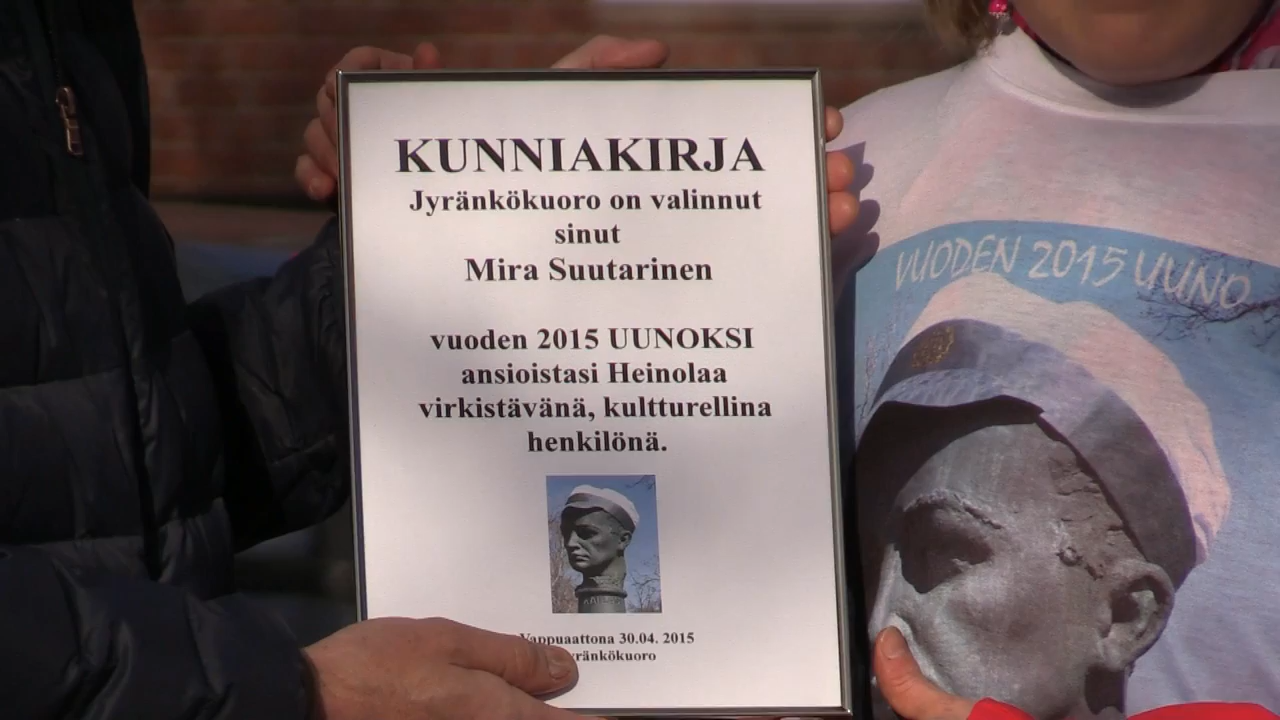 KUNNIAKIRJA
Jyränkökuoro on valinnut
sinut
Mira Suutarinen
vuoden 2015 UUNOKSI
ansioistasi Heinolaa
virkistävänä, kultturellina
henkilönä.
Vappuaattona 30.04. 2015
yränkökuoro
VUODEN 2015 UUNO